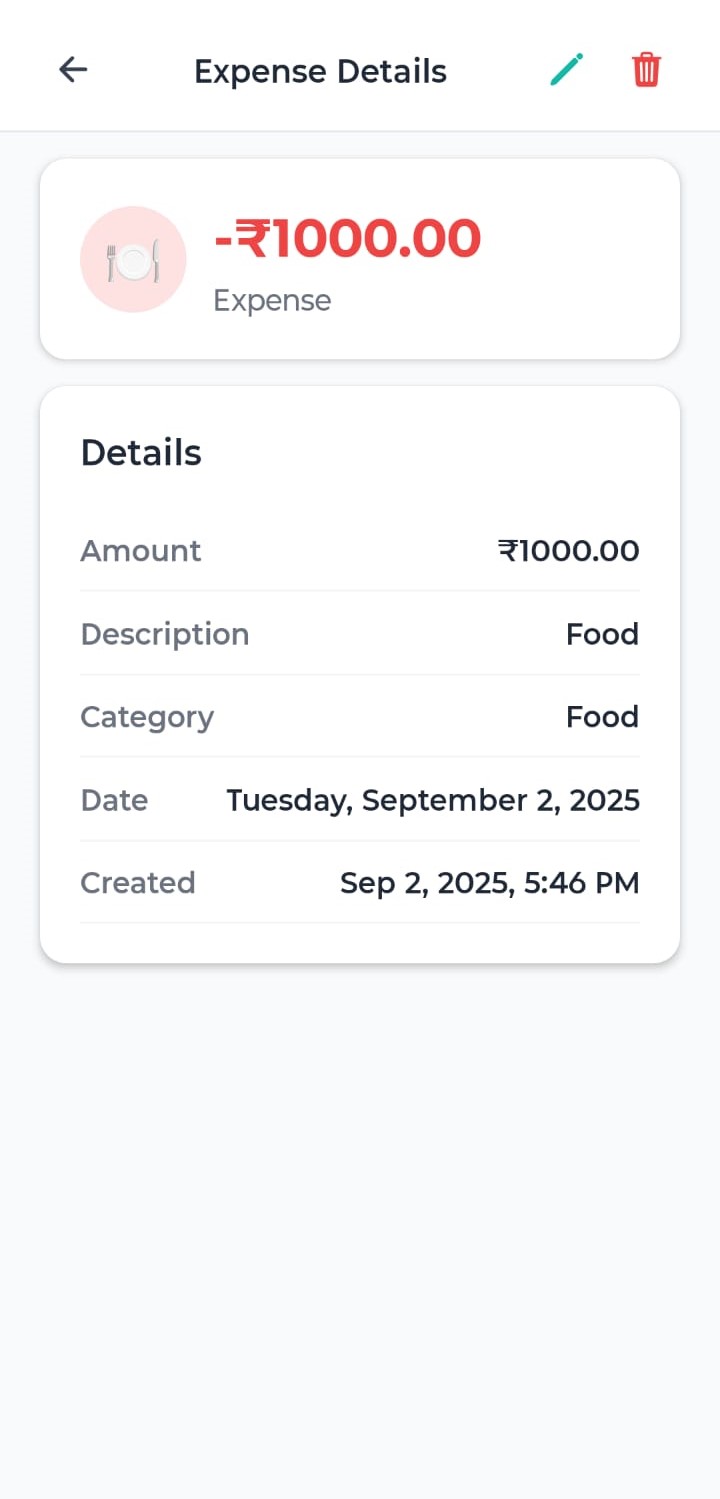 Expense Details
-₹1000.00
Expense
Details
Amount ₹1000.00
Description Food
Category Food
Date Tuesday, September 2, 2025
Created Sep 2, 2025, 5:46 PM